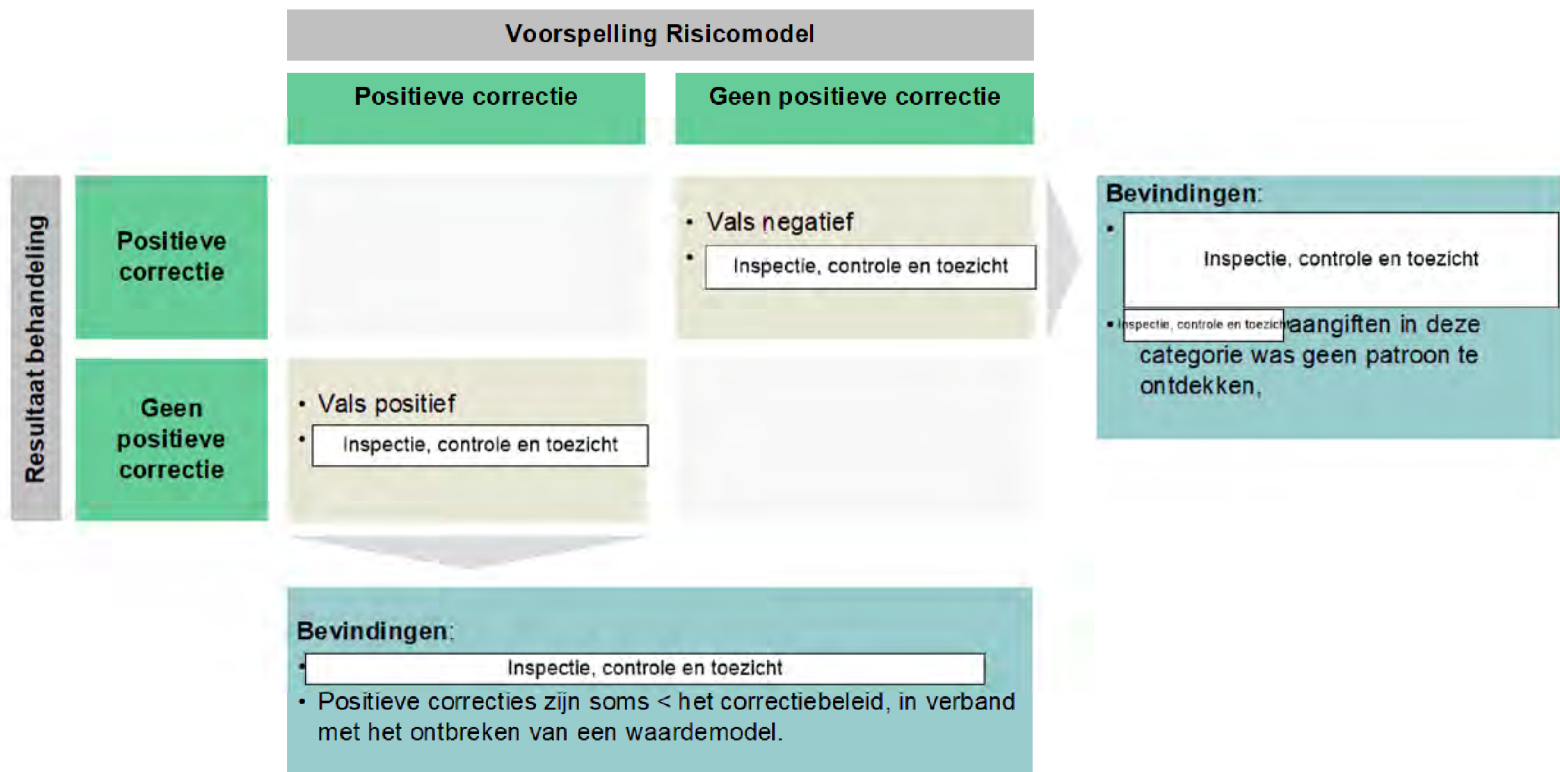 Voorspelling Risicomodel
Positieve correctie
Geen positieve correctie
Resultaat behandeling
Positieve
correctie
• Vals negatief
• Inspectie, controle en toezicht
Bevindingen:
• Inspectie, controle en toezicht
• Inspectie, controle en toezicht aangiften in deze
categorie was geen patroon te
ontdekken,
Geen
positieve
correctie
• Vals positief
• Inspectie, controle en toezicht
Bevindingen:
• Inspectie, controle en toezicht
• Positieve correcties zijn soms < het correctiebeleid, in verband
met het ontbreken van een waardemodel.